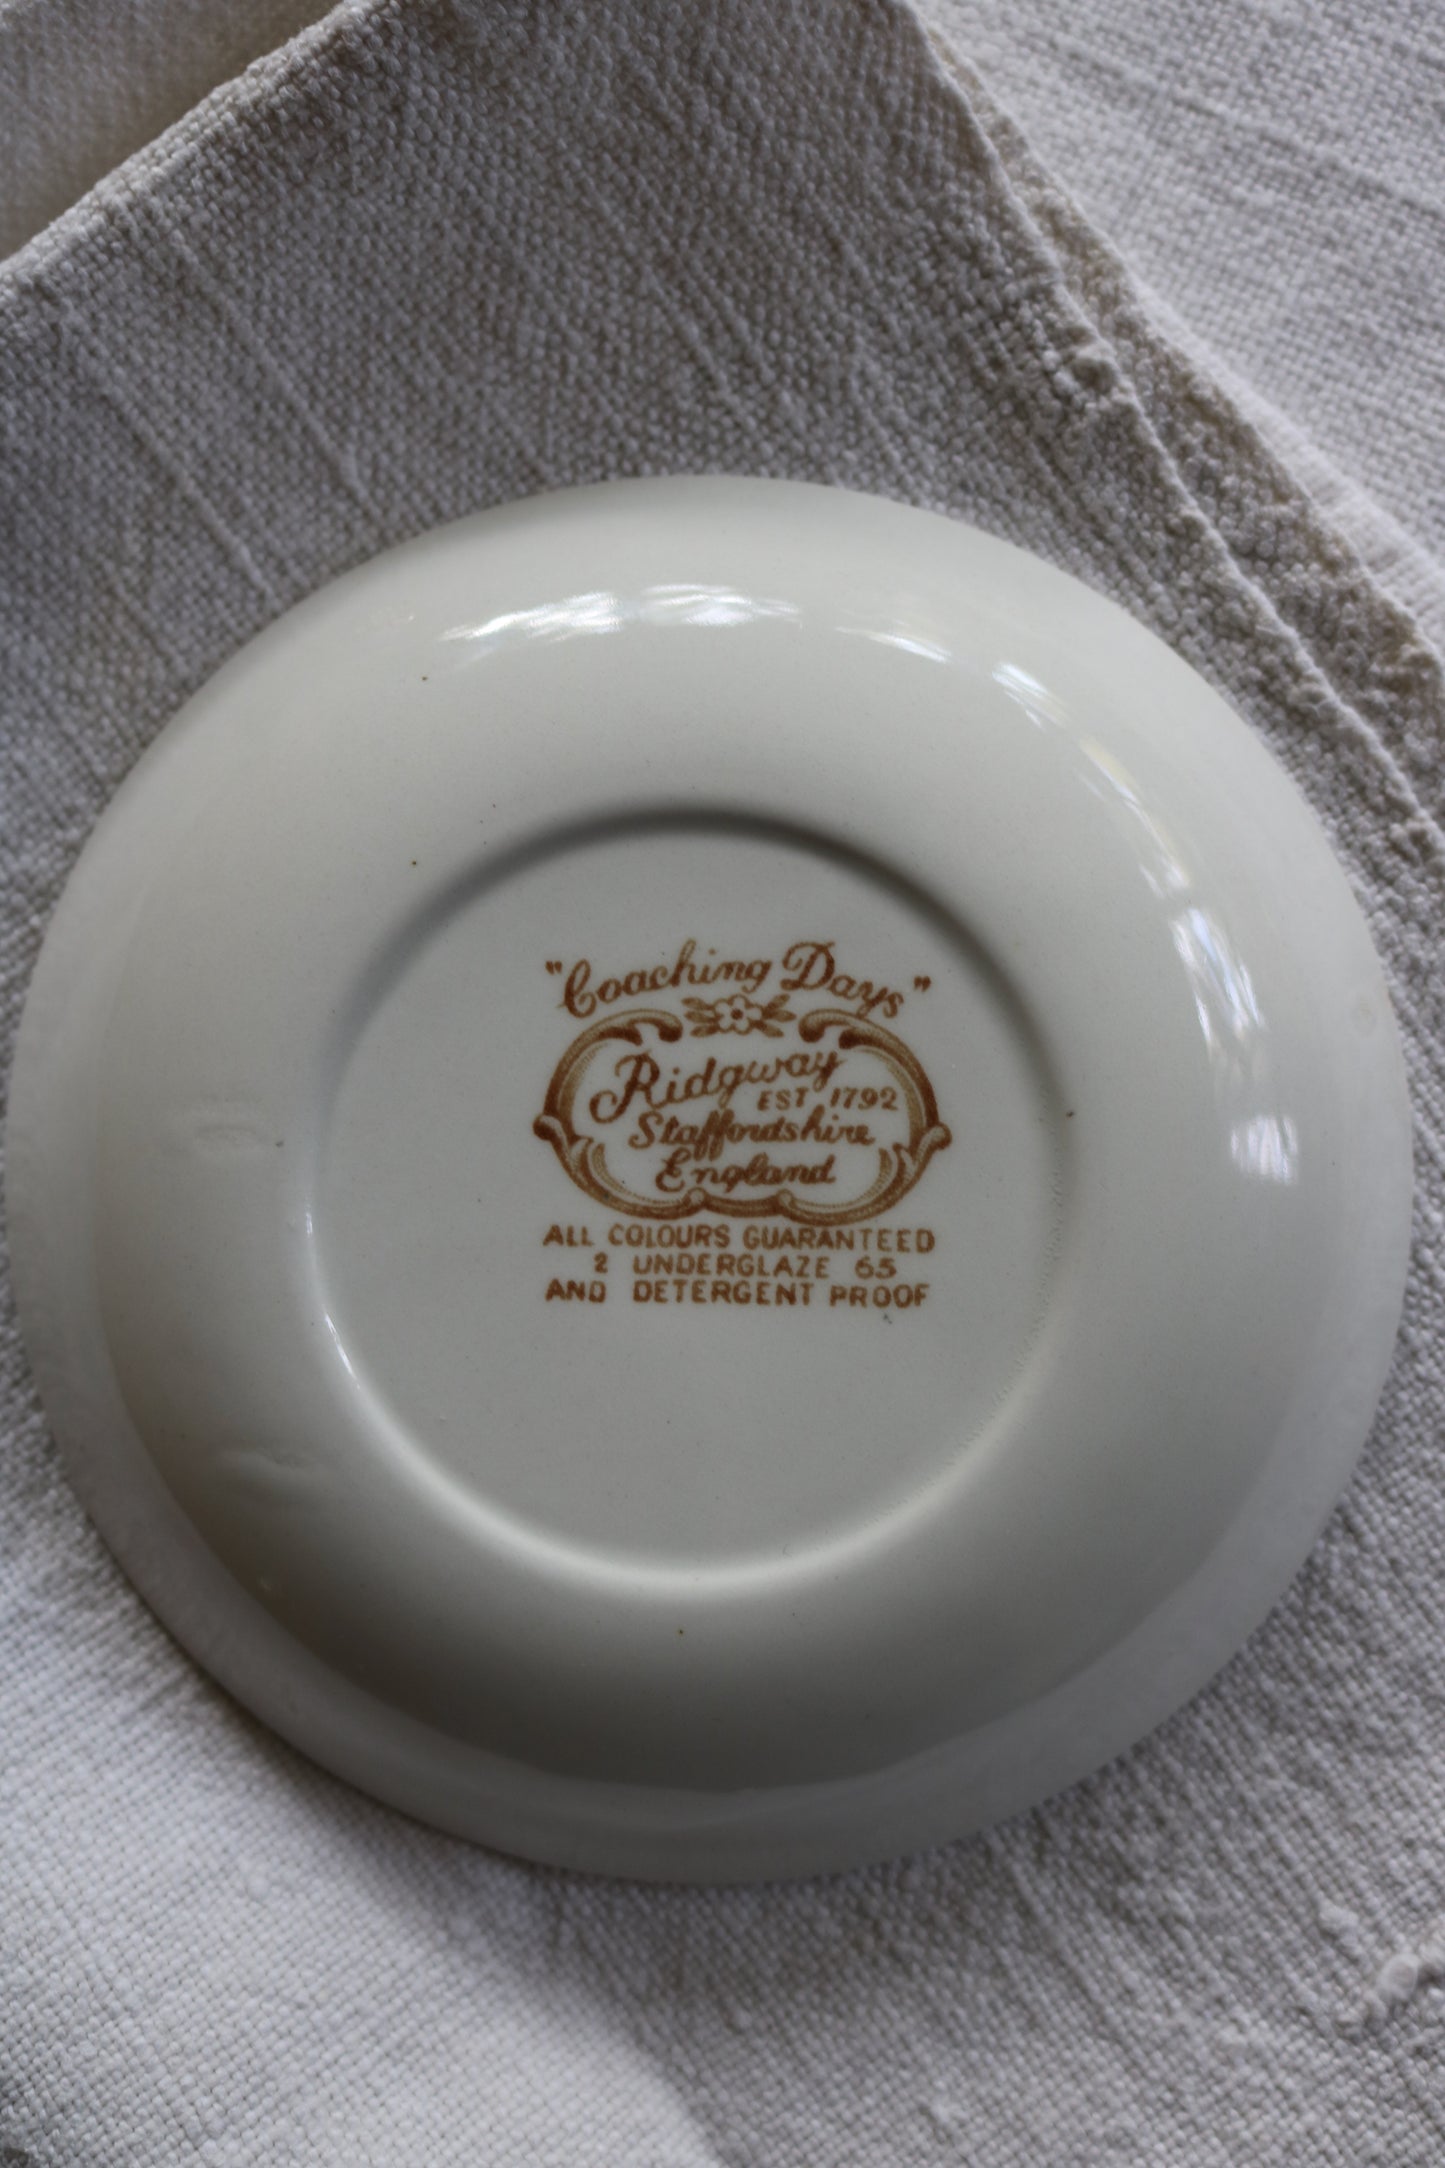 "Coaching Days"
Ridgway
EST 1792
Staffordshire
England
ALL COLOURS GUARANTEED
2 UNDERGLAZE 65
AND DETERGENT PROOF